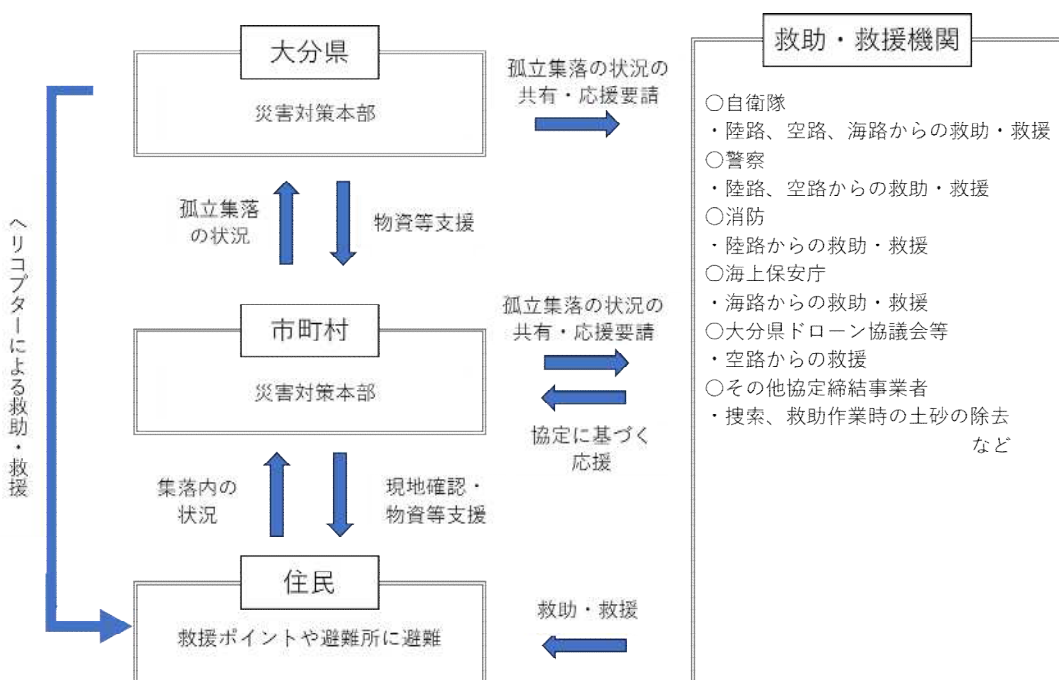 大分県
災害対策本部
孤立集落の状況の
共有・応援要請
孤立集落
の状況
物資等支援
ヘリコプターによる救助・救援
市町村
災害対策本部
孤立集落の状況の
共有・応援要請
協定に基づく
応援
集落内の
状況
現地確認・
物資等支援
住民
救援ポイントや避難所に避難
救助・救援
救助・救援機関
○自衛隊
・陸路、空路、海路からの救助・救援
○警察
・陸路、空路からの救助・救援
○消防
・陸路からの救助・救援
○海上保安庁
・海路からの救助・救援
○大分県ドローン協議会等
・空路からの救援
○その他協定締結事業者
・捜索、救助作業時の土砂の除去
など